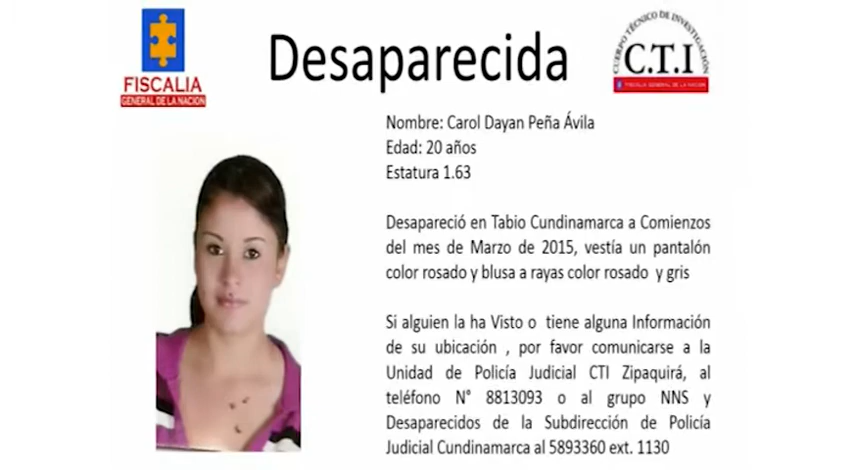 FISCALIA
GENERAL DE LA NACION
Desaparecida
CUERPO TÉCNICO DE INVESTIGACIÓN
C.T.I
FISCALIA GENERAL DE LA NACION
Nombre: Carol Dayan Peña Ávila
Edad: 20 años
Estatura 1.63
Desapareció en Tabio Cundinamarca a Comienzos
del mes de Marzo de 2015, vestía un pantalón
color rosado y blusa a rayas color rosado y gris
Si alguien la ha Visto o tiene alguna Información
de su ubicación , por favor comunicarse a la
Unidad de Policía Judicial CTI Zipaquirá, al
teléfono N° 8813093 o al grupo NNS y
Desaparecidos de la Subdirección de Policía
Judicial Cundinamarca al 5893360 ext. 1130